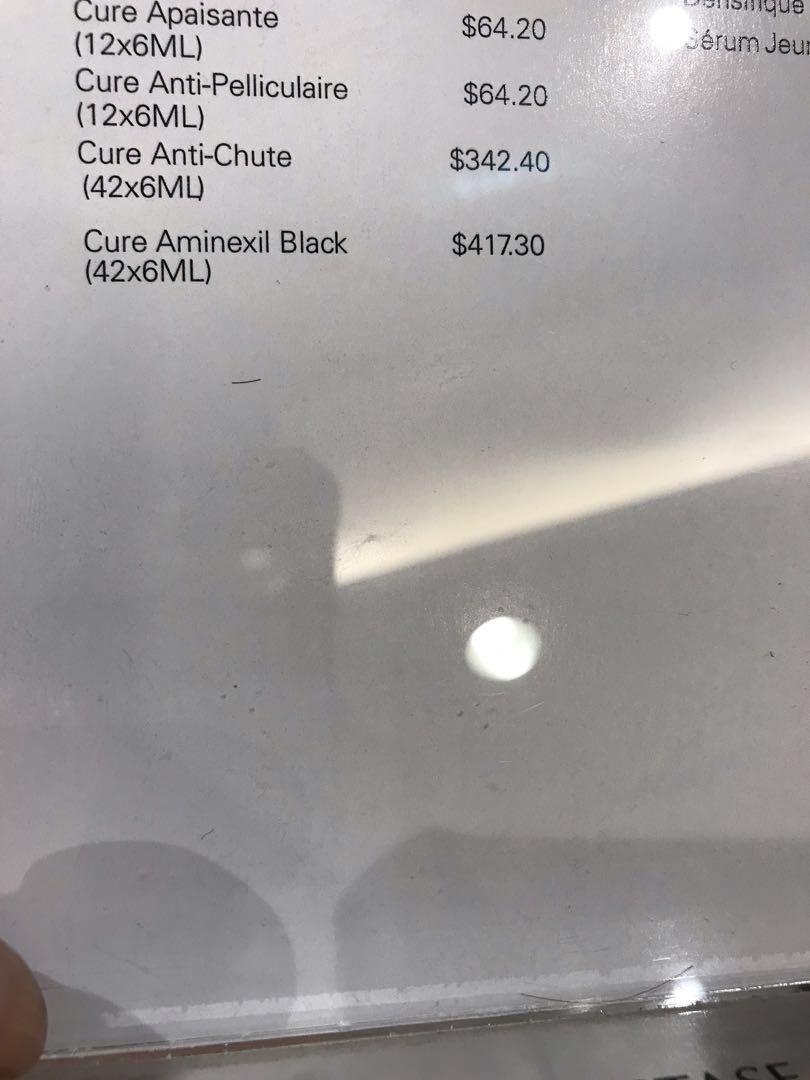 Cure Apaisante $64.20
(12x6ML)
Cure Anti-Pelliculaire $64.20
(12x6ML)
Cure Anti-Chute $342.40
(42x6ML)
Cure Aminexil Black $417.30
(42x6ML)
Sérum